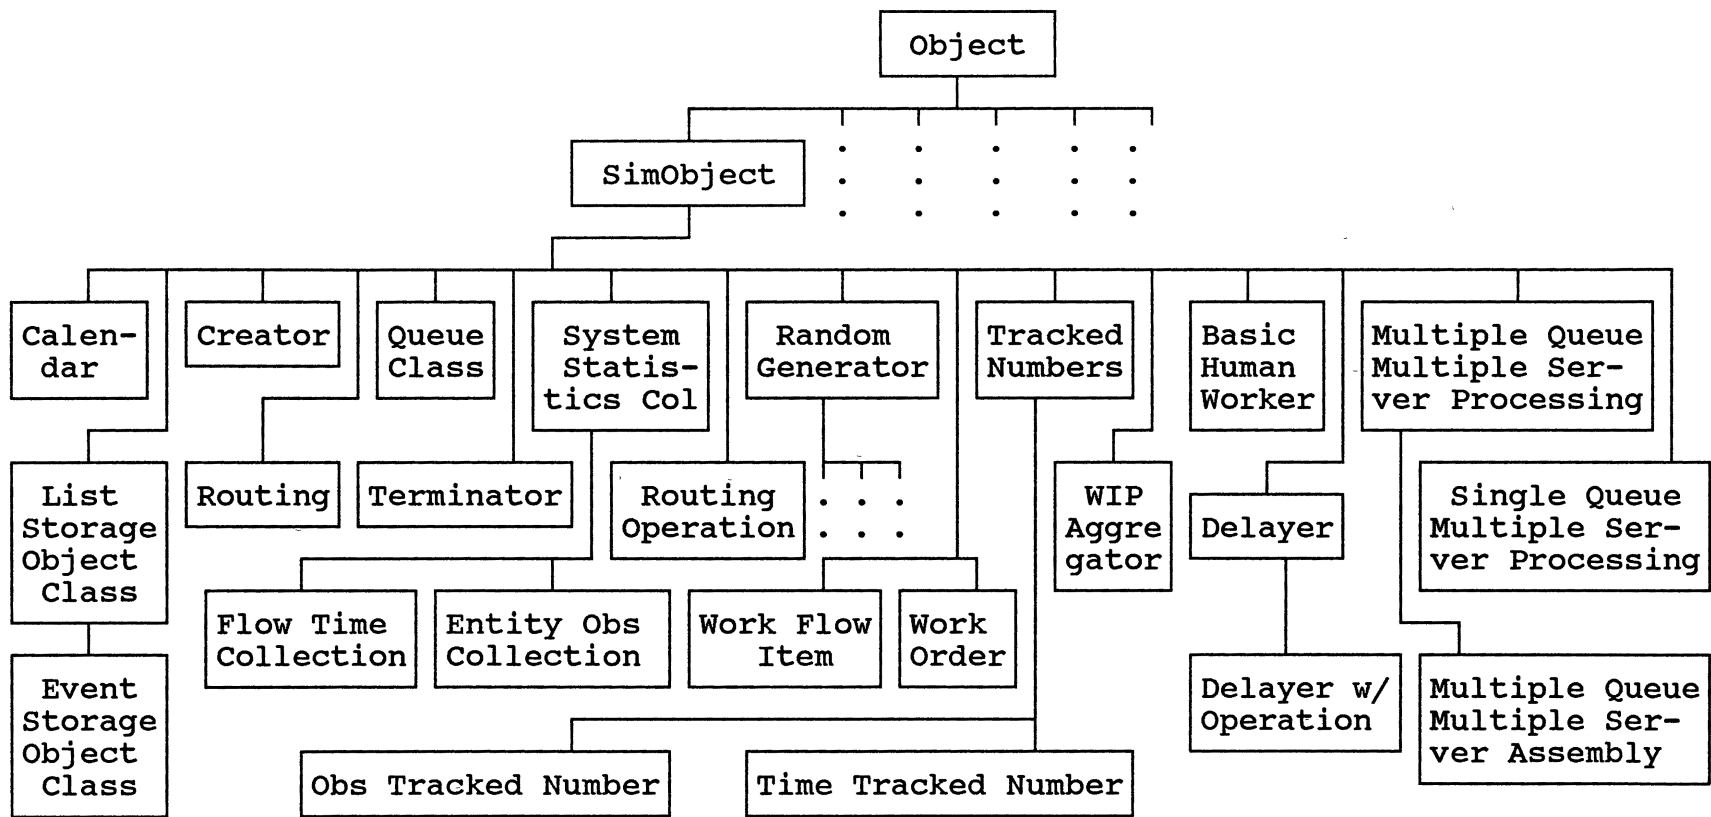 Object
SimObject
Calen-
dar
Creator
Queue
Class
System
Statis-
tics Col
Random
Generator
Tracked
Numbers
Basic
Human
Worker
Multiple Queue
Multiple Ser-
ver Processing
List
Storage
Object
Class
Routing
Terminator
Routing
Operation
WIP
Aggre
gator
Delayer
Single Queue
Multiple Ser-
ver Processing
Flow Time
Collection
Entity Obs
Collection
Work Flow
Item
Work
Order
Event
Storage
Object
Class
Delayer w/
Operation
Multiple Queue
Multiple Ser-
ver Assembly
Obs Tracked Number
Time Tracked Number